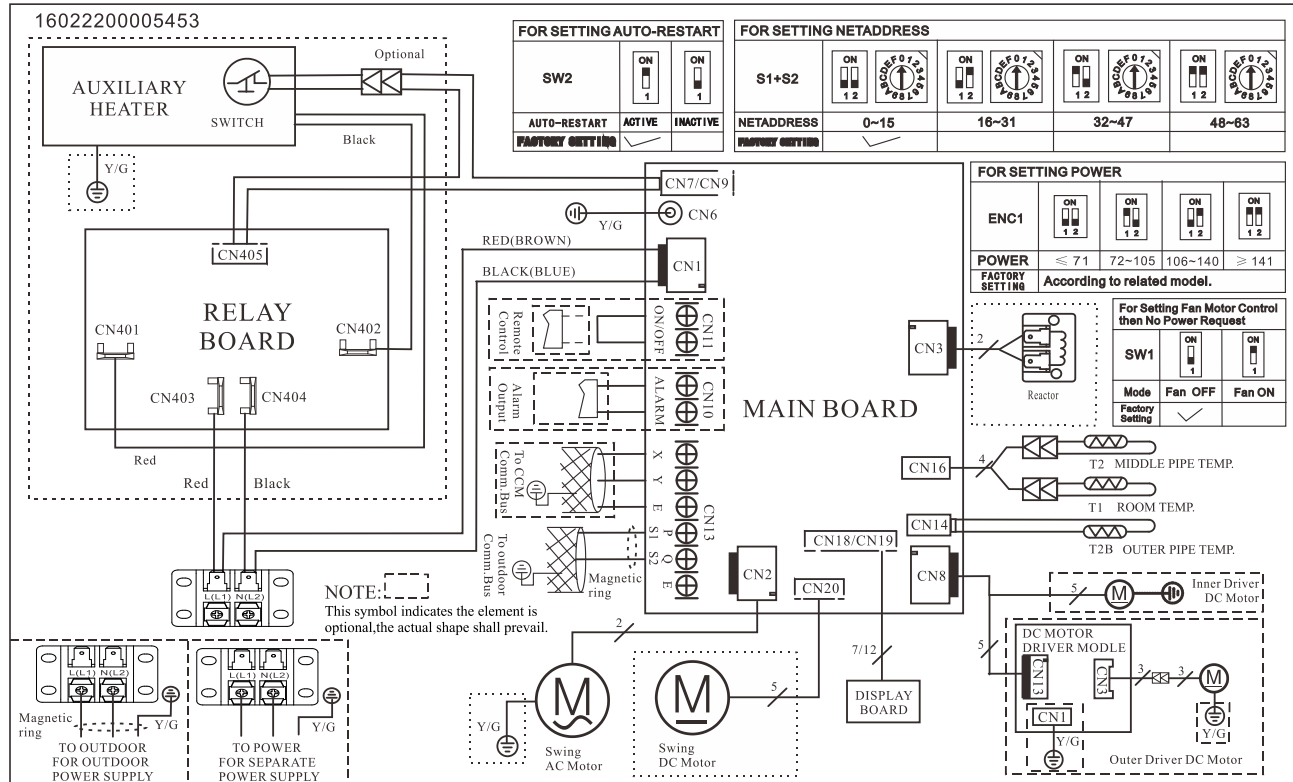 16022200005453
AUXILIARY
HEATER
SWITCH
Optional
Black
Y/G
CN405
RELAY
BOARD
CN401
CN402
CN403
CN404
Red
Red
Black
L(L1) N(L2)
NOTE:
This symbol indicates the element is
optional,the actual shape shall prevail.
L(L1) N(L2)
Magnetic
ring
Y/G
TO OUTDOOR
FOR OUTDOOR
POWER SUPPLY
L(L1) N(L2)
Y/G
TO POWER
FOR SEPARATE
POWER SUPPLY
FOR SETTING AUTO-RESTART
SW2
ON
1
ON
1
AUTO-RESTART ACTIVE INACTIVE
FACTORY SETTING
FOR SETTING NETADDRESS
S1+S2
ON
1 2
0123456789ABCDEF
ON
1 2
0123456789ABCDEF
ON
1 2
0123456789ABCDEF
ON
1 2
0123456789ABCDEF
NETADDRESS 0~15 16~31 32~47 48~63
FACTORY SETTING
FOR SETTING POWER
ENC1
ON
1 2
ON
1 2
ON
1 2
ON
1 2
POWER ≤ 71 72~105 106~140 ≥ 141
FACTORY
SETTING
According to related model.
For Setting Fan Motor Control
then No Power Request
SW1
ON
1
ON
1
Mode Fan OFF Fan ON
Factory
Setting
CN7/CN9
CN6
Y/G
RED(BROWN)
BLACK(BLUE)
CN1
Remote
Control
ON/OFF
CN11
Alarm
Output
ALARM
CN10
MAIN BOARD
To CCM
Comm.Bus
X
Y
E
CN13
To outdoor
Comm.Bus
S1
S2
P
Q
E
Magnetic
ring
CN3
2
Reactor
CN16
4
T2 MIDDLE PIPE TEMP.
T1 ROOM TEMP.
CN14
T2B OUTER PIPE TEMP.
CN18/CN19
CN2
CN20
CN8
2
7/12
5
5
M
Swing
AC Motor
Y/G
M
Swing
DC Motor
5
DISPLAY
BOARD
M
Inner Driver
DC Motor
DC MOTOR
DRIVER MODLE
CN13
CN3
3
3
M
CN1
Y/G
Y/G
Outer Driver DC Motor